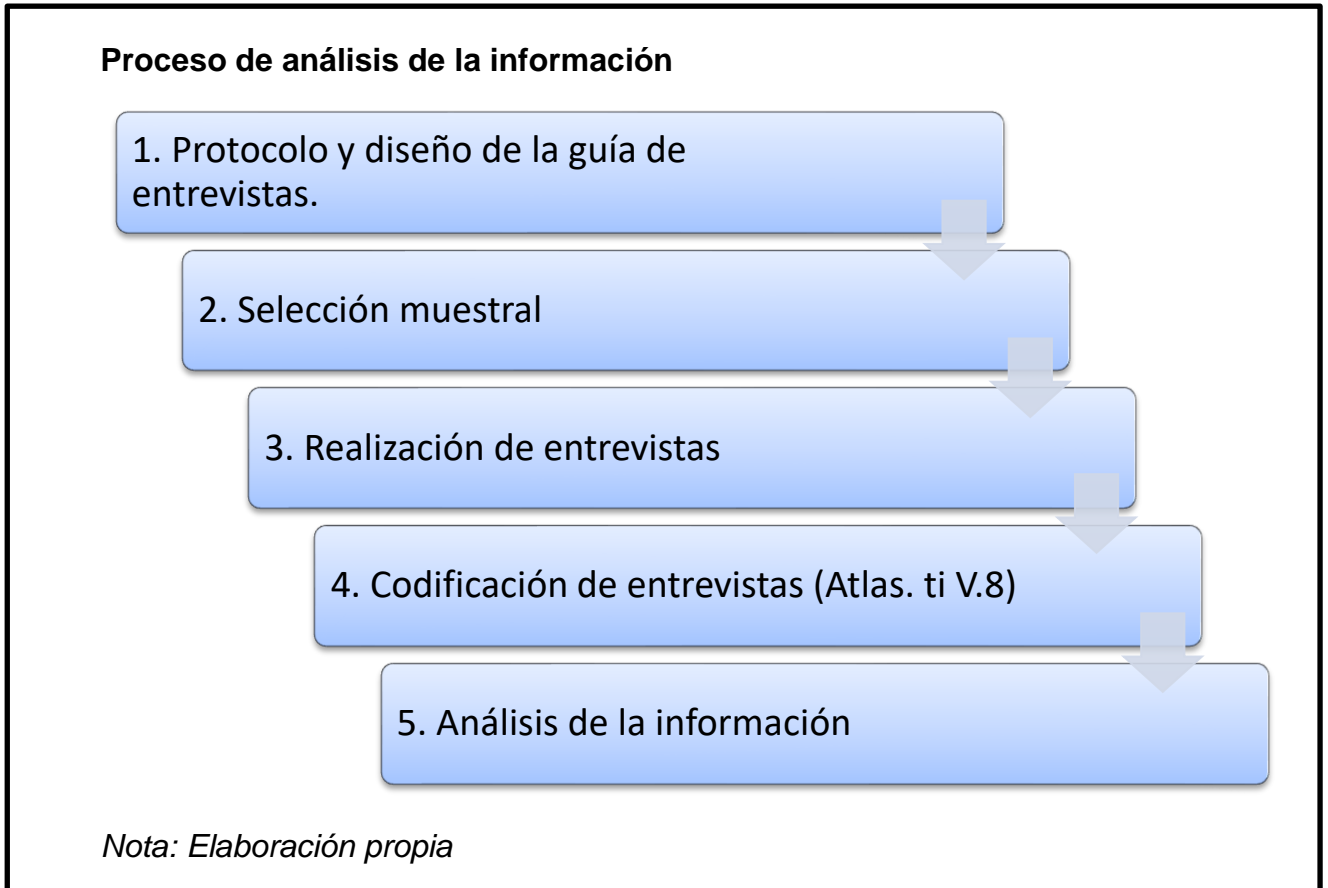 Proceso de análisis de la información
1. Protocolo y diseño de la guía de
entrevistas.
2. Selección muestral
3. Realización de entrevistas
4. Codificación de entrevistas (Atlas. ti V.8)
5. Análisis de la información
Nota: Elaboración propia